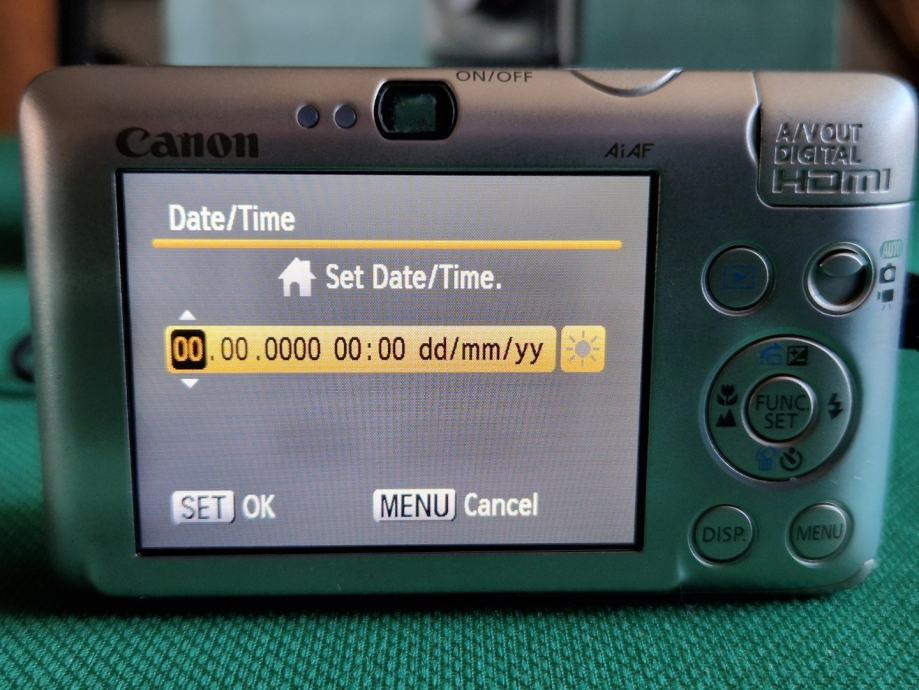 ON/OFF
Canon
AiAF
A/V OUT
DIGITAL
HDMI
Date/Time
Set Date/Time.
00.00.0000 00:00 dd/mm/yy
AUTO
FUNC.
SET
SET OK
MENU Cancel
DISP.
MENU